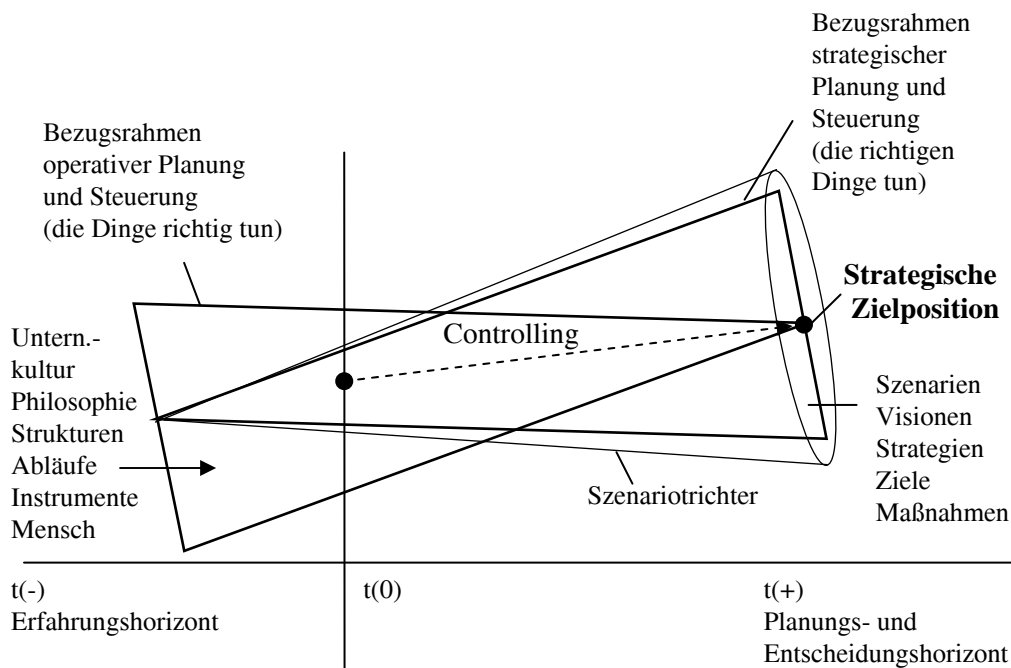 Bezugsrahmen
strategischer
Planung und
Steuerung
(die richtigen
Dinge tun)
Bezugsrahmen
operativer Planung
und Steuerung
(die Dinge richtig tun)
Strategische
Zielposition
Controlling
Untern.-
kultur
Philosophie
Strukturen
Abläufe
Instrumente
Mensch
Szenarien
Visionen
Strategien
Ziele
Maßnahmen
Szenariotrichter
t(-)
Erfahrungshorizont
t(0)
t(+)
Planungs- und
Entscheidungshorizont